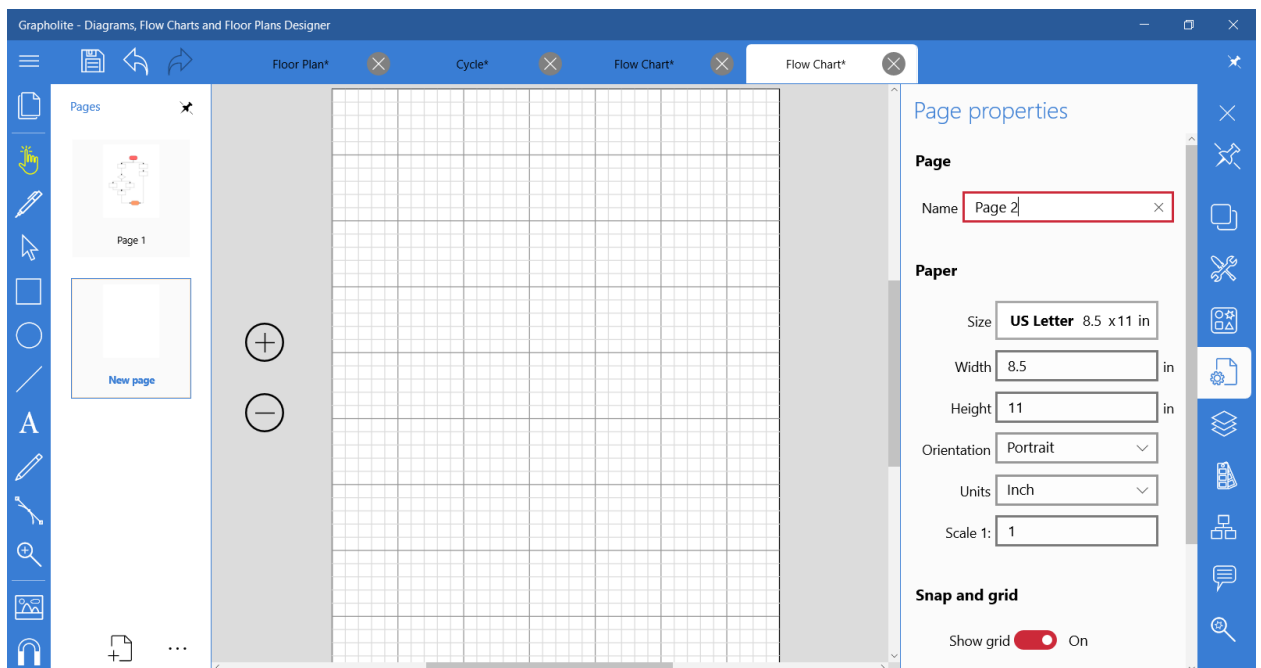 Grapholite - Diagrams, Flow Charts and Floor Plans Designer
Floor Plan*
Cycle*
Flow Chart*
Flow Chart*
Pages
Page 1
New page
Page properties
Page
Name Page 2
Paper
Size US Letter 8.5 x 11 in
Width 8.5 in
Height 11 in
Orientation Portrait
Units Inch
Scale 1: 1
Snap and grid
Show grid On